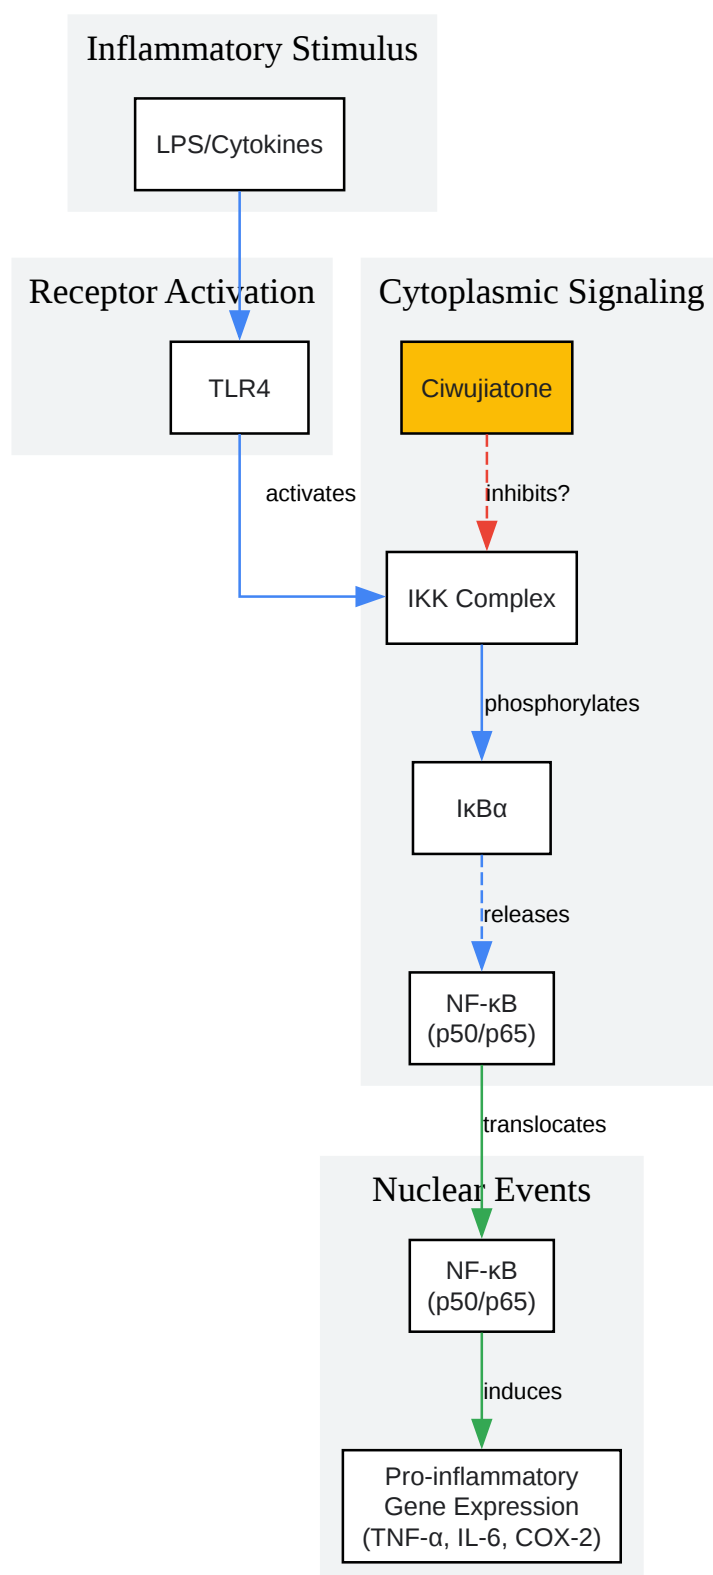 Inflammatory Stimulus
LPS/Cytokines
Receptor Activation
Cytoplasmic Signaling
TLR4
Ciwujiatone
activates
inhibits?
IKK Complex
phosphorylates
IκBα
releases
NF-κB
(p50/p65)
translocates
Nuclear Events
NF-κB
(p50/p65)
induces
Pro-inflammatory
Gene Expression
(TNF-α, IL-6, COX-2)